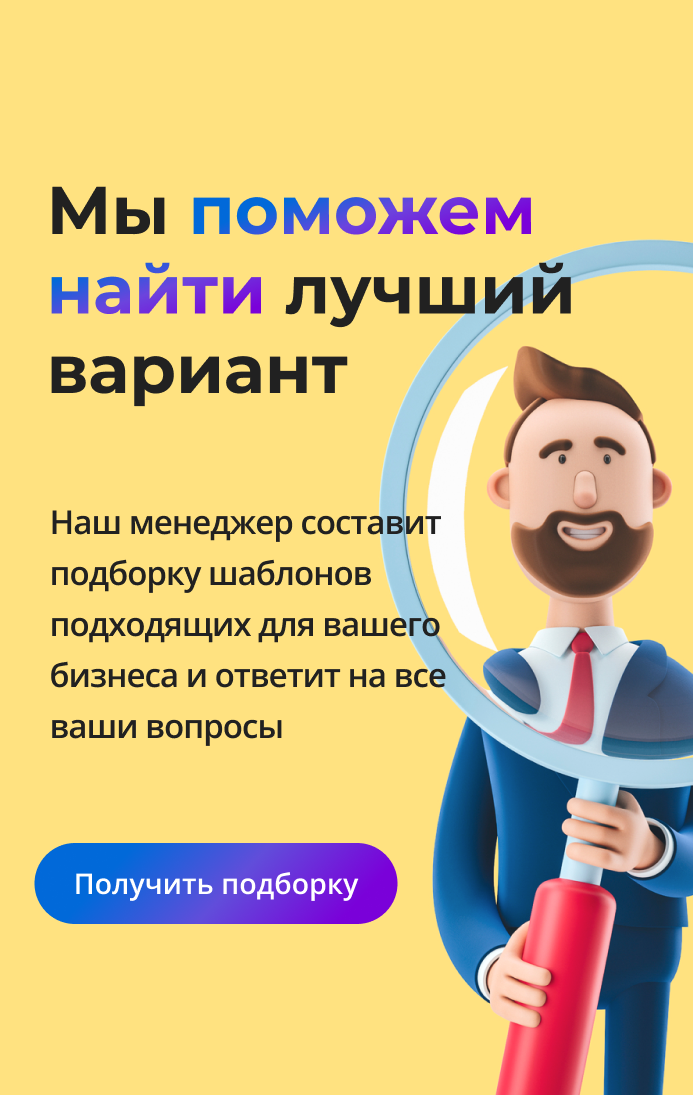 Мы поможем
найти лучший
вариант
Наш менеджер составит
подборку шаблонов
подходящих для вашего
бизнеса и ответит на все
ваши вопросы
Получить подборку